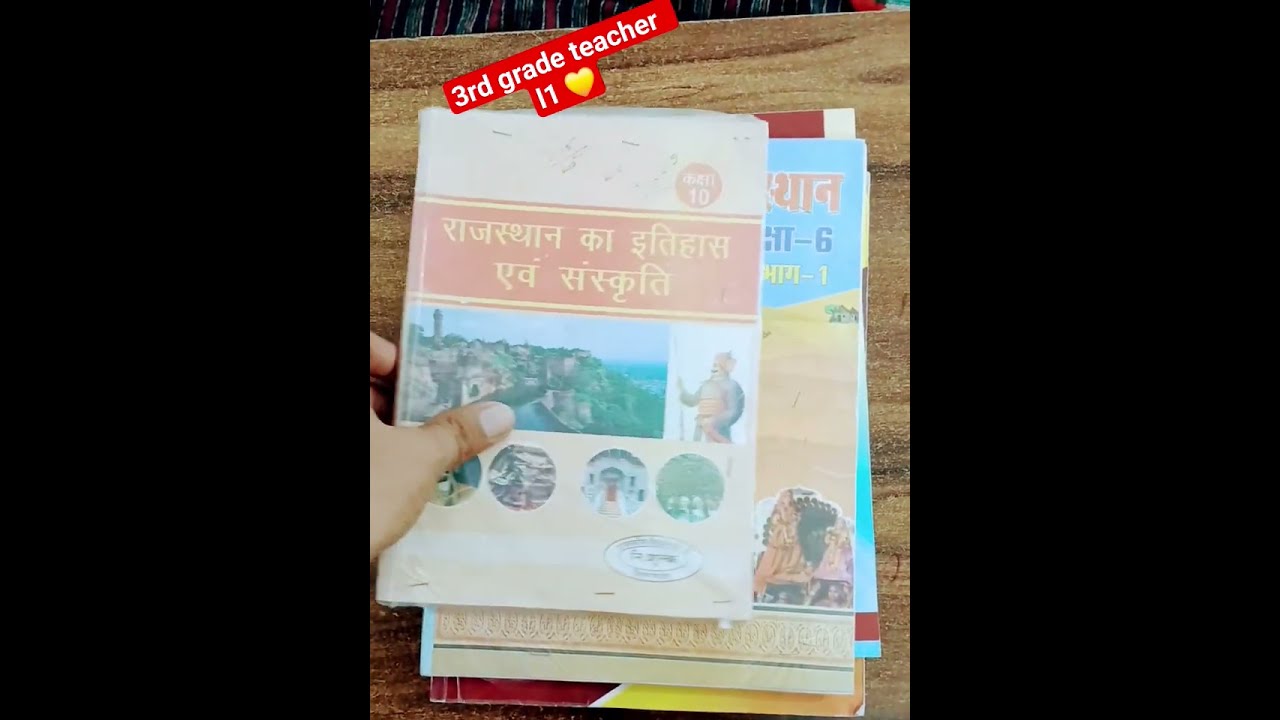 3rd grade teacher
l1 💛
कक्षा
10
राजस्थान का इतिहास
एवं संस्कृति
स्थान
क्षा-6
भाग-1